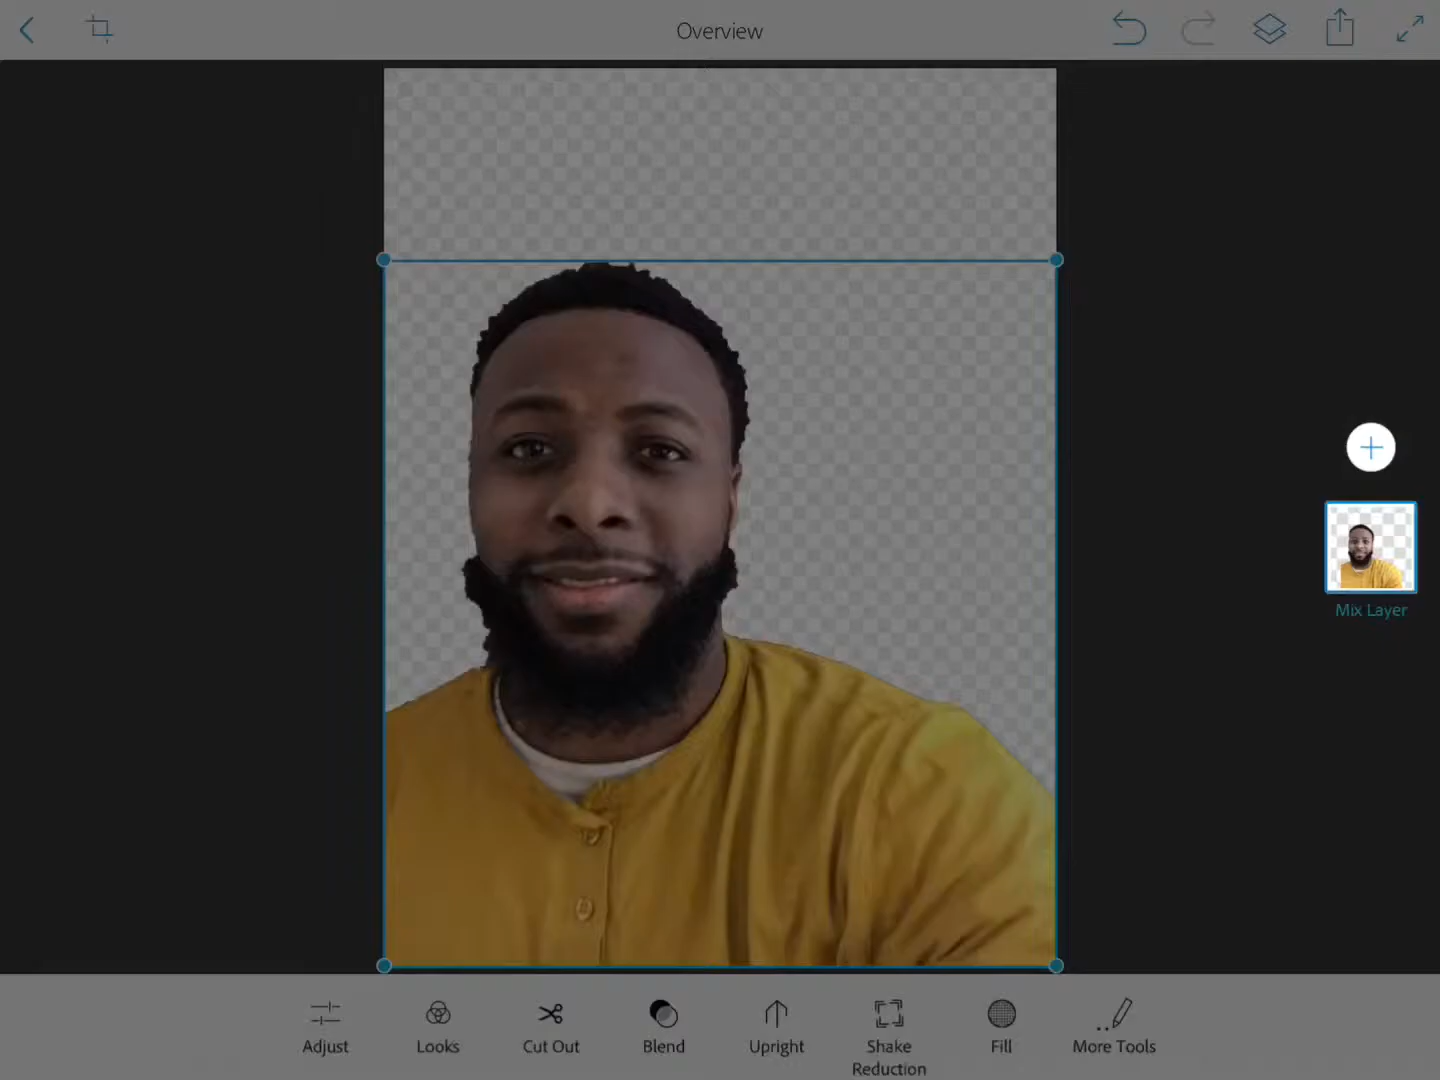 Overview
Mix Layer
Adjust
Looks
Cut Out
Blend
Upright
Shake
Reduction
Fill
More Tools